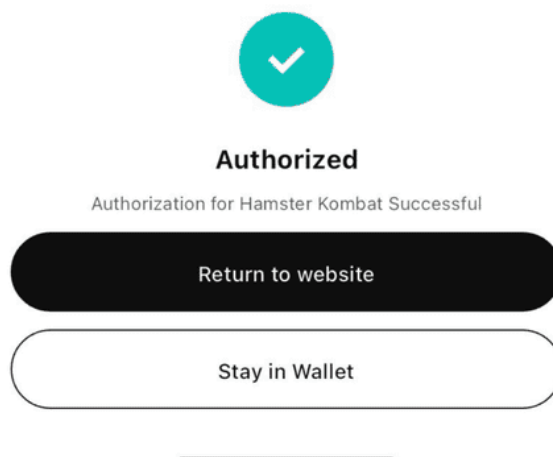 Authorized
Authorization for Hamster Kombat Successful
Return to website
Stay in Wallet